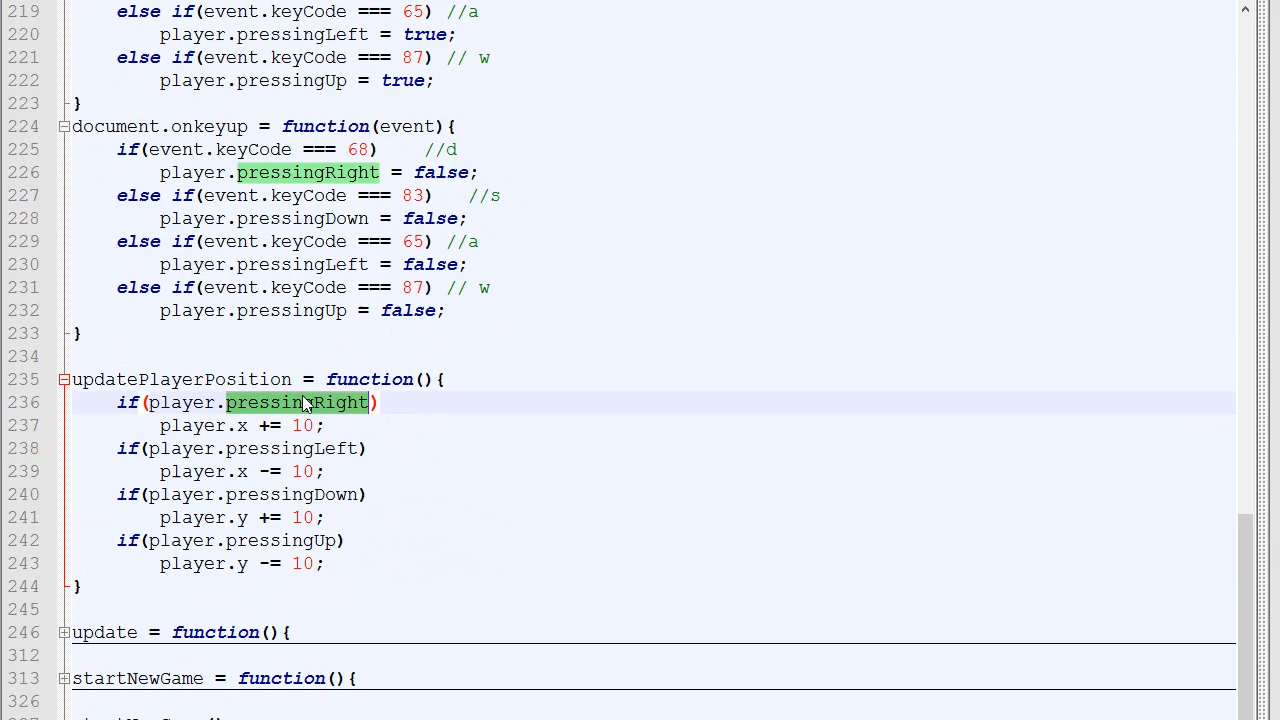 219 else if(event.keyCode === 65) //a
220 player.pressingLeft = true;
221 else if(event.keyCode === 87) // w
222 player.pressingUp = true;
223 }
224 document.onkeyup = function(event){
225 if(event.keyCode === 68) //d
226 player.pressingRight = false;
227 else if(event.keyCode === 83) //s
228 player.pressingDown = false;
229 else if(event.keyCode === 65) //a
230 player.pressingLeft = false;
231 else if(event.keyCode === 87) // w
232 player.pressingUp = false;
233 }
234
235 updatePlayerPosition = function(){
236 if(player.pressingRight)
237 player.x += 10;
238 if(player.pressingLeft)
239 player.x -= 10;
240 if(player.pressingDown)
241 player.y += 10;
242 if(player.pressingUp)
243 player.y -= 10;
244 }
245
246 update = function(){
312
313 startNewGame = function(){
326